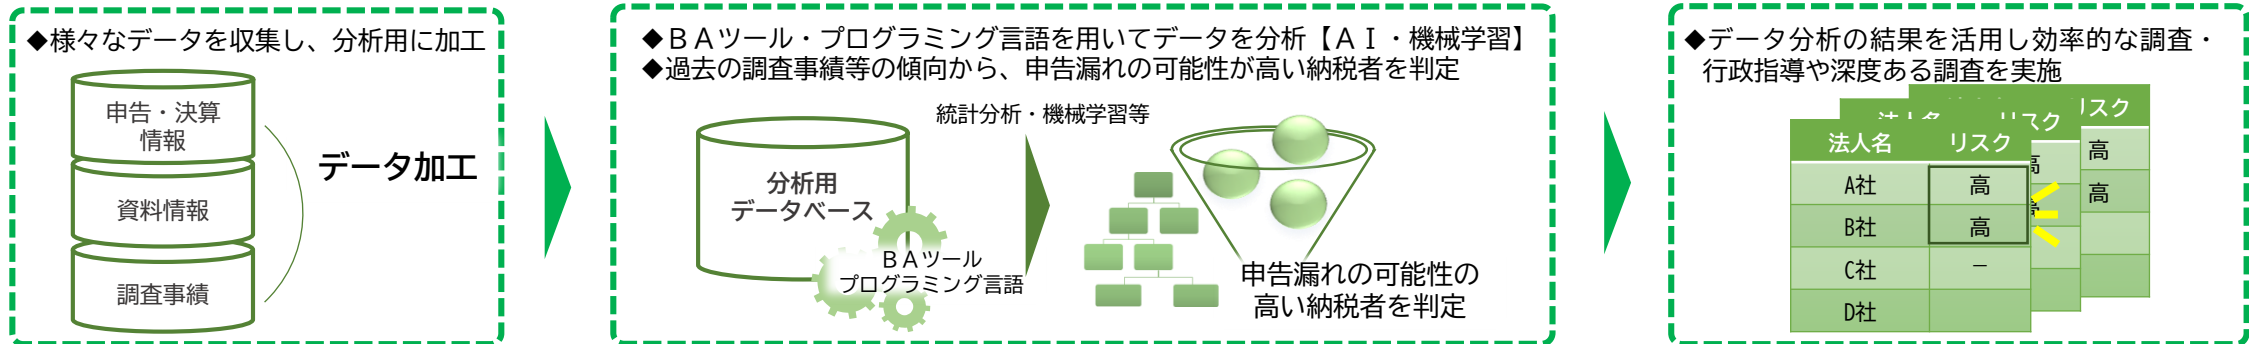 ◆様々なデータを収集し、分析用に加工
申告・決算
情報
資料情報
調査事績
データ加工
◆ＢＡツール・プログラミング言語を用いてデータを分析【ＡＩ・機械学習】
◆過去の調査事績等の傾向から、申告漏れの可能性が高い納税者を判定
統計分析・機械学習等
分析用
データベース
ＢＡツール
プログラミング言語
申告漏れの可能性の
高い納税者を判定
◆データ分析の結果を活用し効率的な調査・
行政指導や深度ある調査を実施
リスク
高
高
リスク
高
法人名 リスク
A社 高
B社 高
C社 －
D社